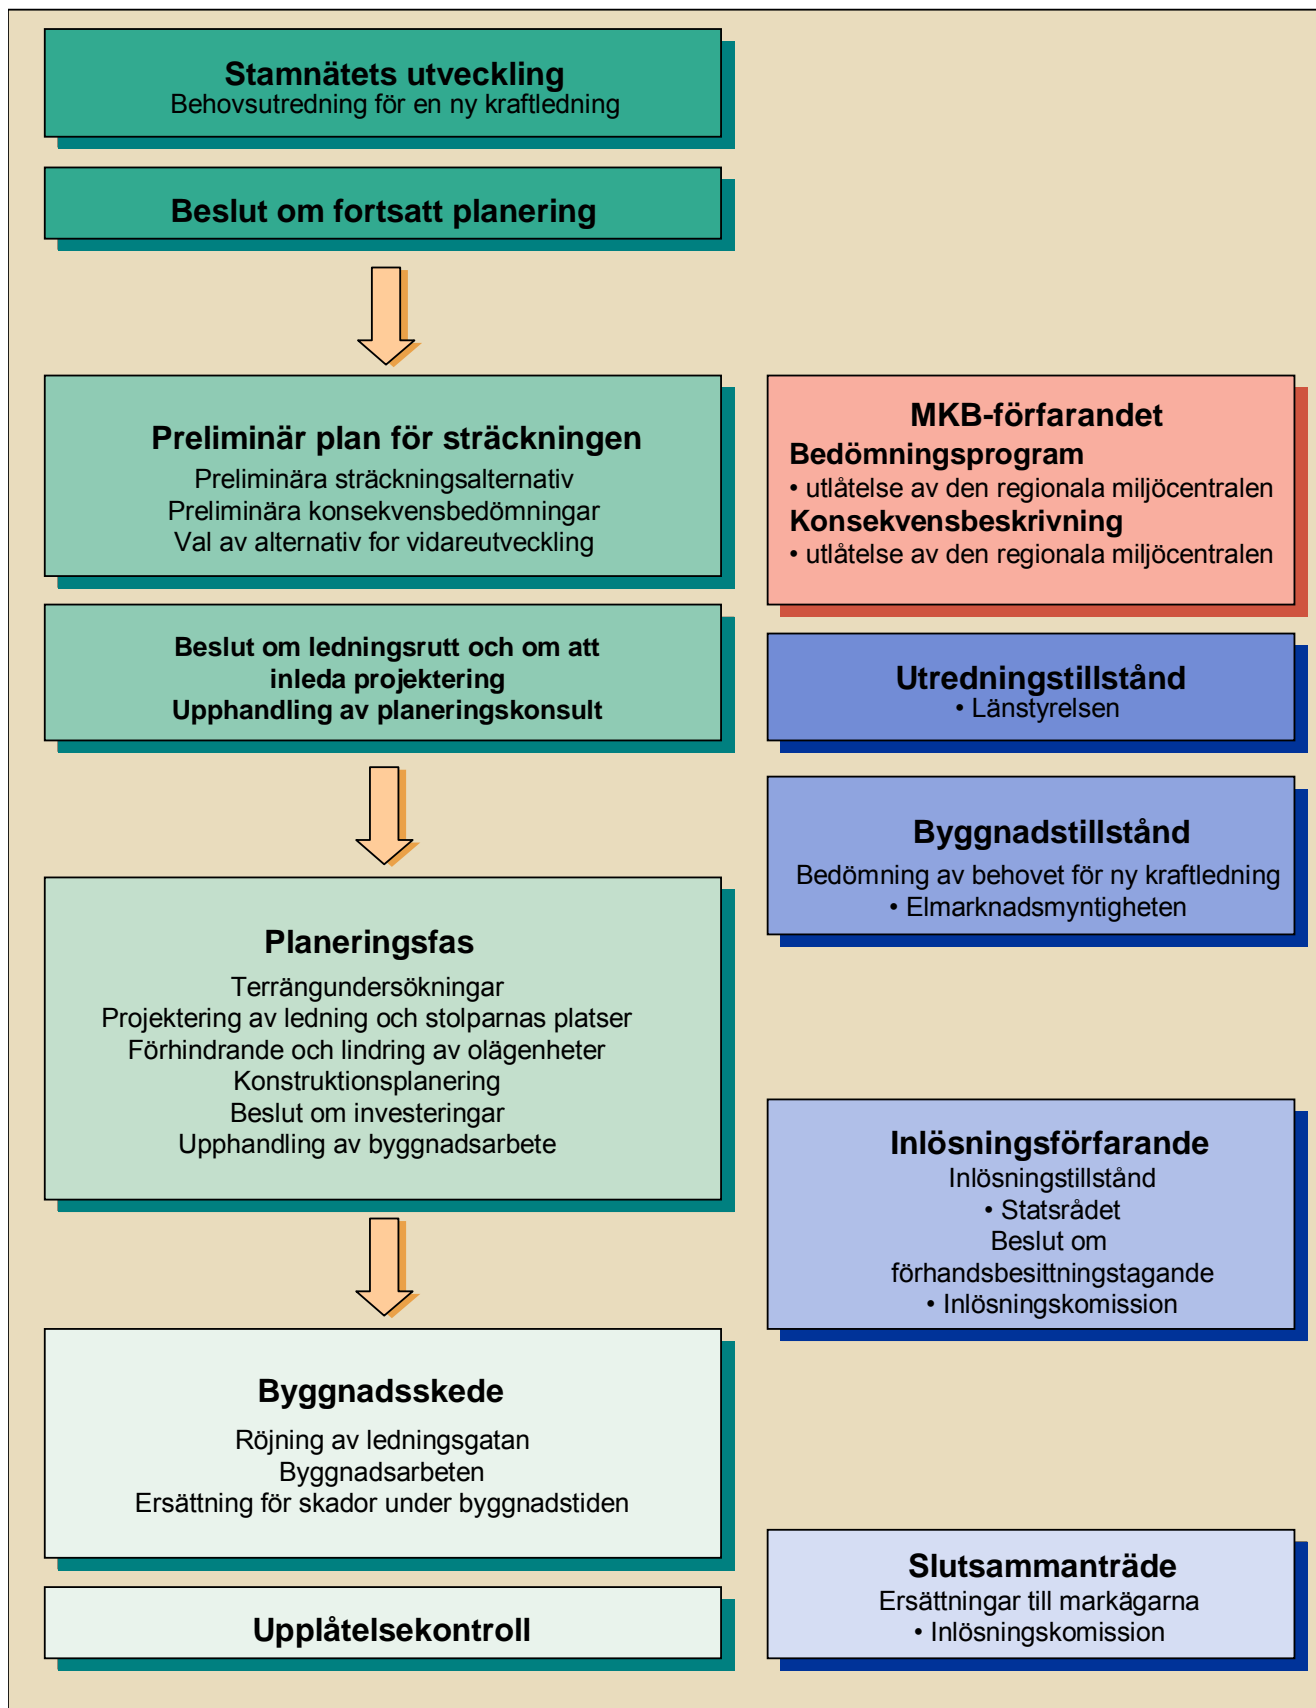 Stamnätets utveckling
Behovsutredning för en ny kraftledning
Beslut om fortsatt planering
Preliminär plan för sträckningen
Preliminära sträckningsalternativ
Preliminära konsekvensbedömningar
Val av alternativ for vidareutveckling
MKB-förfarandet
Bedömningsprogram
• utlåtelse av den regionala miljöcentralen
Konsekvensbeskrivning
• utlåtelse av den regionala miljöcentralen
Beslut om ledningsrutt och om att
inleda projektering
Upphandling av planeringskonsult
Utredningstillstånd
• Länstyrelsen
Byggnadstillstånd
Bedömning av behovet för ny kraftledning
• Elmarknadsmyntigheten
Planeringsfas
Terrängundersökningar
Projektering av ledning och stolparnas platser
Förhindrande och lindring av olägenheter
Konstruktionsplanering
Beslut om investeringar
Upphandling av byggnadsarbete
Inlösningsförfarande
Inlösningstillstånd
• Statsrådet
Beslut om
förhandsbesittningstagande
• Inlösningskomission
Byggnadsskede
Röjning av ledningsgatan
Byggnadsarbeten
Ersättning för skador under byggnadstiden
Upplåtelsekontroll
Slutsammanträde
Ersättningar till markägarna
• Inlösningskomission